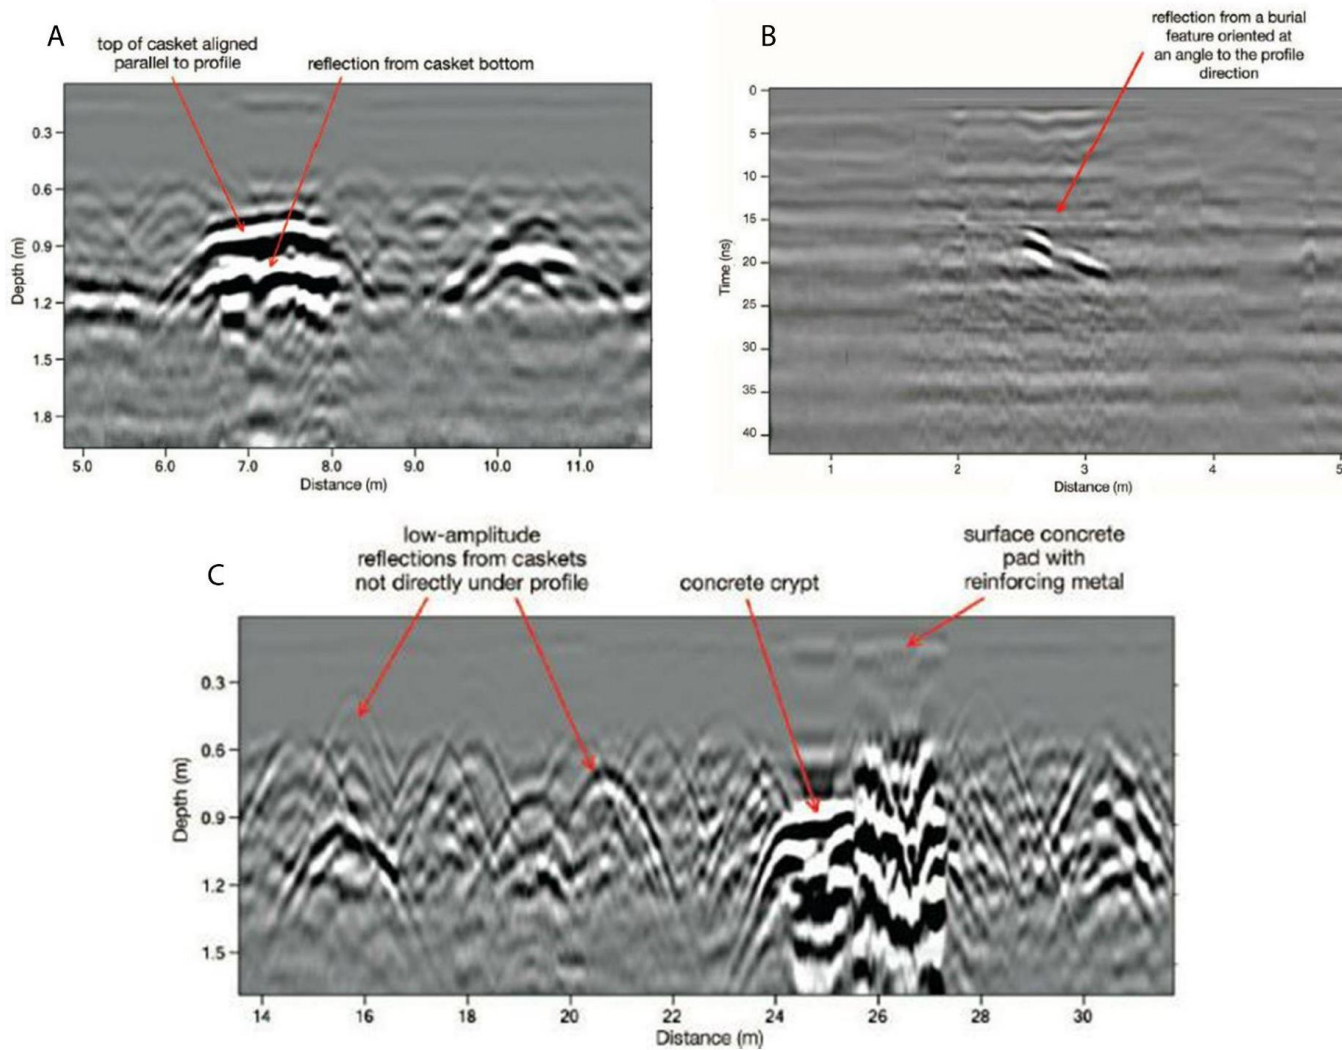 A
top of casket aligned
parallel to profile
reflection from casket bottom
0.3
0.6
0.9
1.2
1.5
1.8
Depth (m)
5.0 6.0 7.0 8.0 9.0 10.0 11.0
Distance (m)
B
reflection from a burial
feature oriented at
an angle to the profile
direction
0
5
10
15
20
25
30
35
40
Time (ns)
1 2 3 4 5
Distance (m)
C
low-amplitude
reflections from caskets
not directly under profile
concrete crypt
surface concrete
pad with
reinforcing metal
0.3
0.6
0.9
1.2
1.5
Depth (m)
14 16 18 20 22 24 26 28 30
Distance (m)